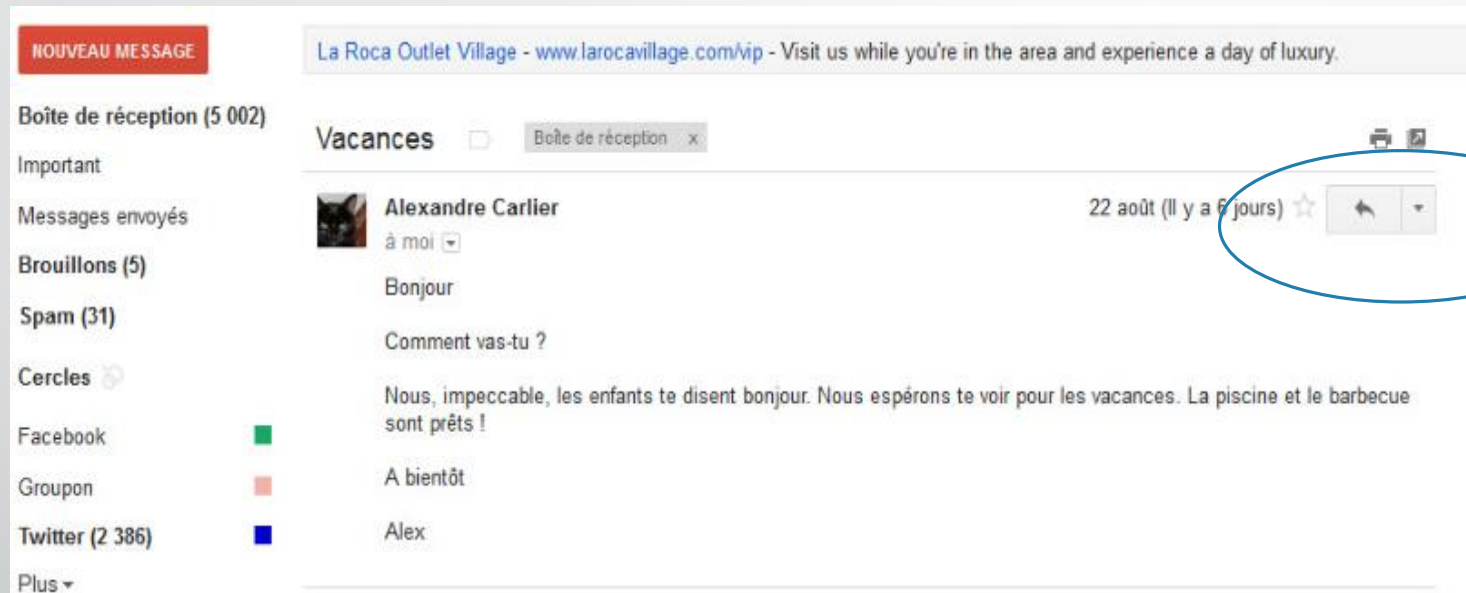 NOUVEAU MESSAGE
La Roca Outlet Village - www.larocavillage.com/vip - Visit us while you're in the area and experience a day of luxury.
Boîte de réception (5 002)
Important
Messages envoyés
Brouillons (5)
Spam (31)
Cercles
Facebook
Groupon
Twitter (2 386)
Plus
Vacances
Boîte de réception x
Alexandre Carlier
22 août (Il y a 6 jours)
à moi
Bonjour
Comment vas-tu ?
Nous, impeccable, les enfants te disent bonjour. Nous espérons te voir pour les vacances. La piscine et le barbecue
sont prêts !
A bientôt
Alex